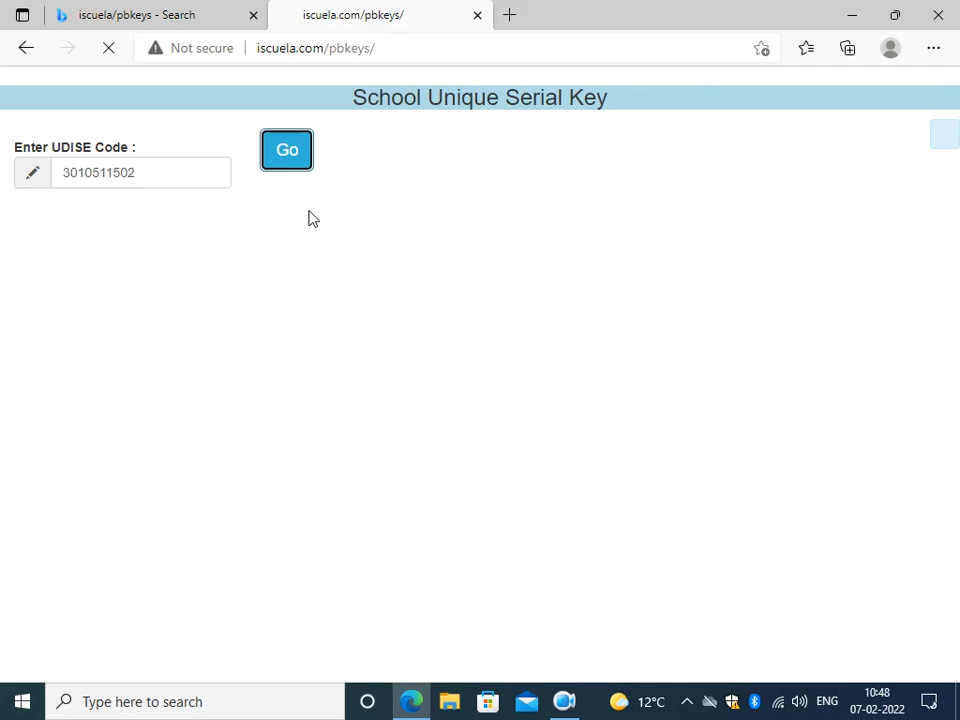 iscuela/pbkeys - Search
iscuela.com/pbkeys/
Not secure
iscuela.com/pbkeys/
School Unique Serial Key
Enter UDISE Code :
3010511502
Go
Type here to search
12°C
ENG
10:48
07-02-2022